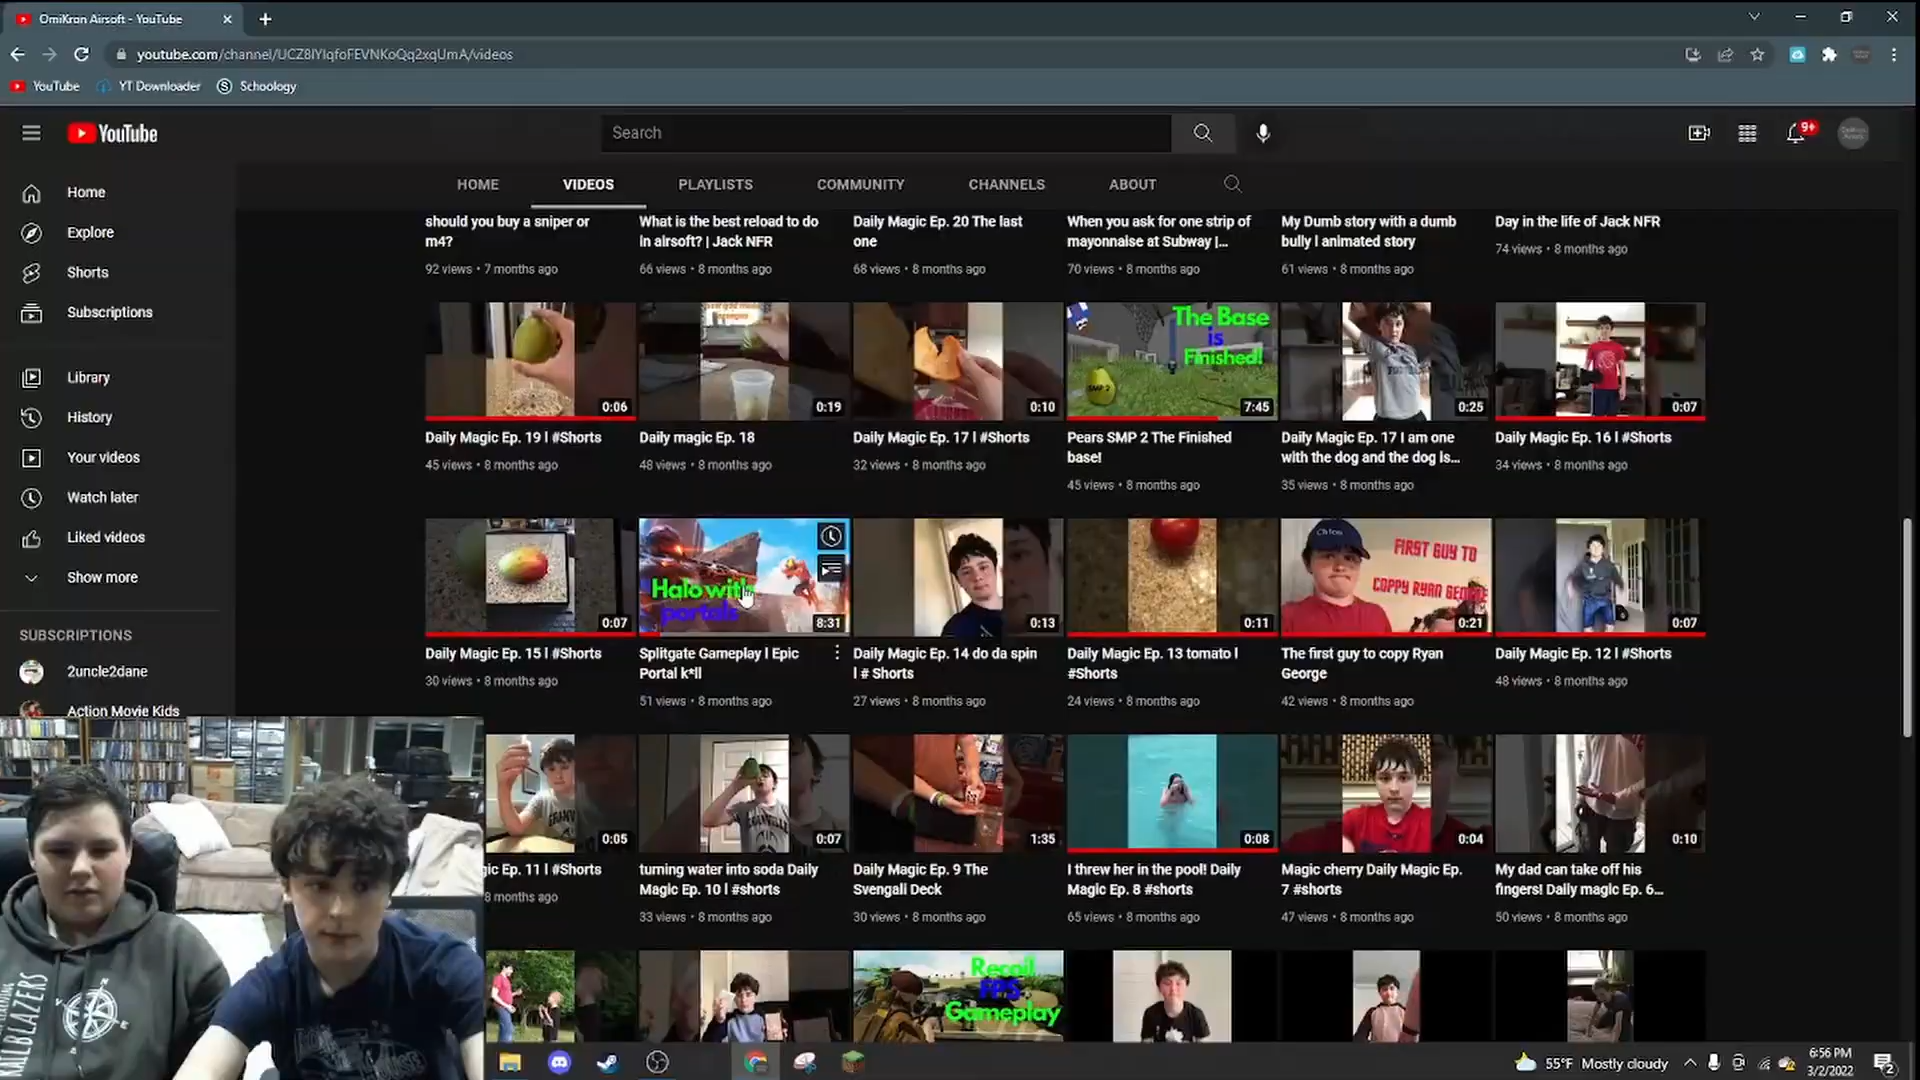 OmiKron Airsoft - YouTube
youtube.com/channel/UCZ8lYlqfoFEVNKoQq2xqUmA/videos
YouTube
YT Downloader
Schoology
YouTube
Search
9+
HOME
VIDEOS
PLAYLISTS
COMMUNITY
CHANNELS
ABOUT
Home
Explore
Shorts
Subscriptions
Library
History
Your videos
Watch later
Liked videos
Show more
SUBSCRIPTIONS
2uncle2dane
Action Movie Kids
should you buy a sniper or
m4?
92 views • 7 months ago
What is the best reload to do
in airsoft? | Jack NFR
66 views • 8 months ago
Daily Magic Ep. 20 The last
one
68 views • 8 months ago
When you ask for one strip of
mayonnaise at Subway |...
70 views • 8 months ago
My Dumb story with a dumb
bully l animated story
61 views • 8 months ago
Day in the life of Jack NFR
74 views • 8 months ago
0:06
Daily Magic Ep. 19 l #Shorts
45 views • 8 months ago
0:19
Daily magic Ep. 18
48 views • 8 months ago
0:10
Daily Magic Ep. 17 l #Shorts
32 views • 8 months ago
The Base
is
Finished!
SMP 2
7:45
Pears SMP 2 The Finished
base!
45 views • 8 months ago
0:25
Daily Magic Ep. 17 I am one
with the dog and the dog is...
35 views • 8 months ago
0:07
Daily Magic Ep. 16 l #Shorts
34 views • 8 months ago
0:07
Daily Magic Ep. 15 l #Shorts
30 views • 8 months ago
Halo with
portals
8:31
Splitgate Gameplay l Epic
Portal k*ll
51 views • 8 months ago
0:13
Daily Magic Ep. 14 do da spin
l # Shorts
27 views • 8 months ago
0:11
Daily Magic Ep. 13 tomato l
#Shorts
24 views • 8 months ago
FIRST GUY TO
COPPY RYAN GEORGE
0:21
The first guy to copy Ryan
George
42 views • 8 months ago
0:07
Daily Magic Ep. 12 l #Shorts
48 views • 8 months ago
0:05
gic Ep. 11 l #Shorts
8 months ago
0:07
turning water into soda Daily
Magic Ep. 10 l #shorts
33 views • 8 months ago
1:35
Daily Magic Ep. 9 The
Svengali Deck
30 views • 8 months ago
0:08
I threw her in the pool! Daily
Magic Ep. 8 #shorts
65 views • 8 months ago
0:04
Magic cherry Daily Magic Ep.
7 #shorts
47 views • 8 months ago
0:10
My dad can take off his
fingers! Daily magic Ep. 6...
50 views • 8 months ago
Recoil
FPS
Gameplay
55°F Mostly cloudy
6:56 PM
3/2/2022
2